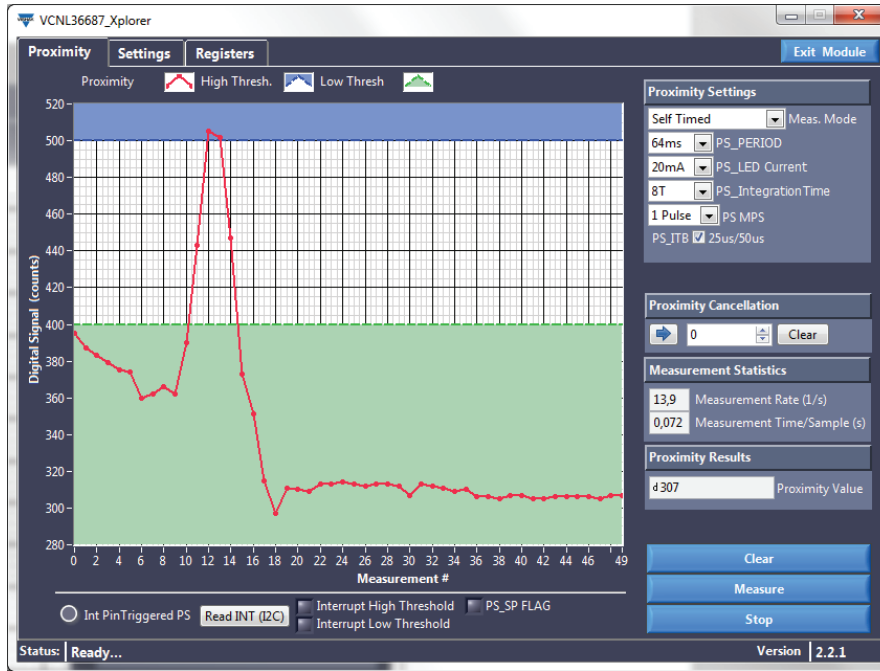 VCNL36687_Xplorer
Proximity Settings Registers Exit Module
Proximity High Thresh. Low Thresh
520
500
480
460
440
420
400
380
360
340
320
300
280
Digital Signal (counts)
0 2 4 6 8 10 12 14 16 18 20 22 24 26 28 30 32 34 36 38 40 42 44 46 49
Measurement #
Proximity Settings
Self Timed Meas. Mode
64ms PS_PERIOD
20mA PS_LED Current
8T PS_IntegrationTime
1 Pulse PS MPS
PS_ITB 25us/50us
Proximity Cancellation
0 Clear
Measurement Statistics
13,9 Measurement Rate (1/s)
0,072 Measurement Time/Sample (s)
Proximity Results
d 307 Proximity Value
Clear
Measure
Stop
Int PinTriggered PS Read INT (I2C) Interrupt High Threshold PS_SP FLAG
Interrupt Low Threshold
Status: Ready... Version 2.2.1